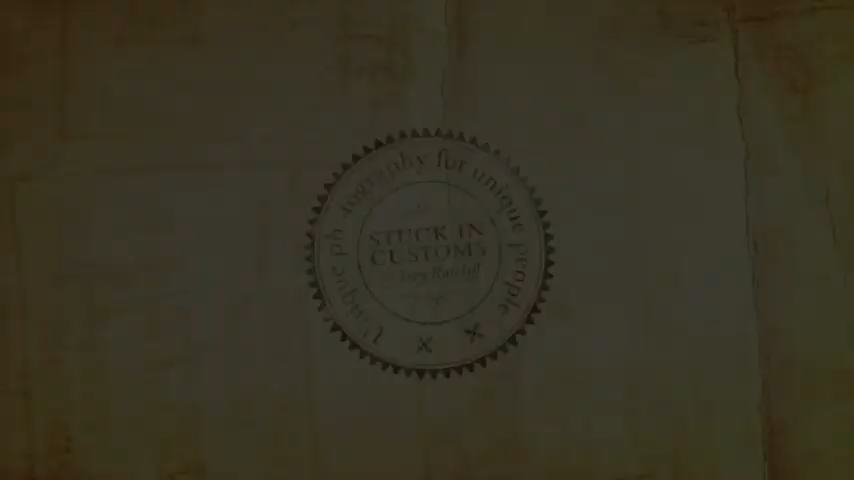 Unique photography for unique people
STUCK IN
CUSTOMS
Trey Ratcliff